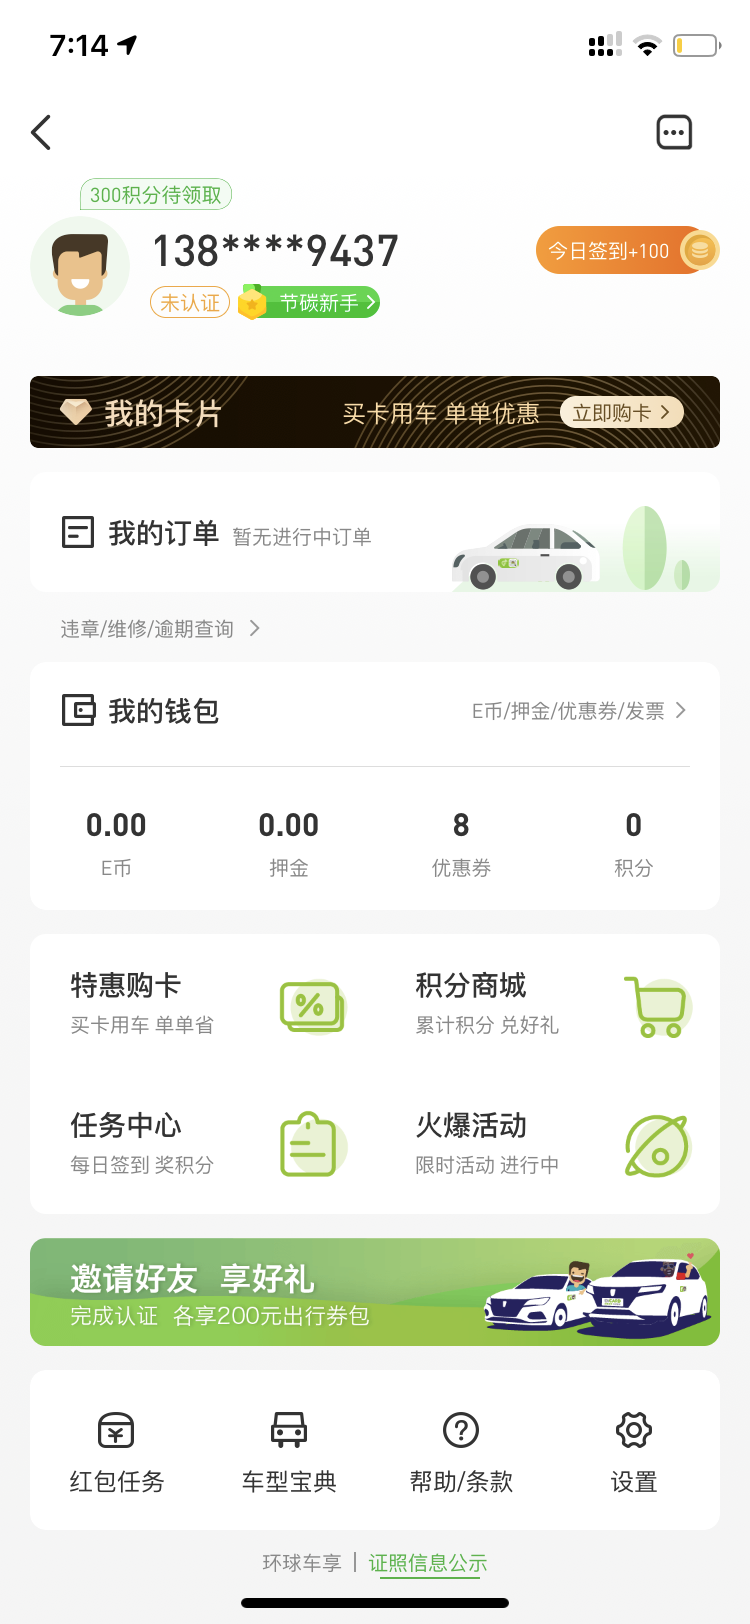 7:14
300积分待领取
138****9437
今日签到+100
未认证
节碳新手
我的卡片
买卡用车 单单优惠
立即购卡
我的订单 暂无进行中订单
违章/维修/逾期查询
我的钱包
E币/押金/优惠券/发票
0.00 0.00 8 0
E币 押金 优惠券 积分
特惠购卡 积分商城
买卡用车 单单省 累计积分 兑好礼
任务中心 火爆活动
每日签到 奖积分 限时活动 进行中
邀请好友 享好礼
完成认证 各享200元出行券包
红包任务 车型宝典 帮助/条款 设置
环球车享 | 证照信息公示